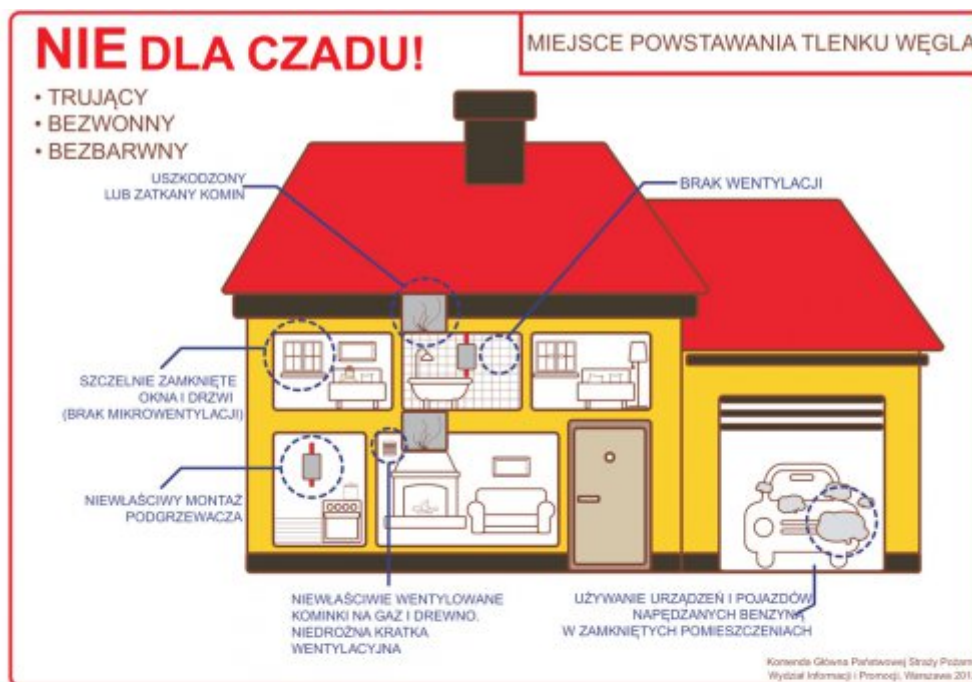 NIE DLA CZADU!
MIEJSCE POWSTAWANIA TLENKU WĘGLA
• TRUJĄCY
• BEZWONNY
• BEZBARWNY
USZKODZONY
LUB ZATKANY KOMIN
BRAK WENTYLACJI
SZCZELNIE ZAMKNIĘTE
OKNA I DRZWI
(BRAK MIKROWENTYLACJI)
NIEWŁAŚCIWY MONTAŻ
PODGRZEWACZA
NIEWŁAŚCIWIE WENTYLOWANE
KOMINKI NA GAZ I DREWNO.
NIEDROŻNA KRATKA
WENTYLACYJNA
UŻYWANIE URZĄDZEŃ I POJAZDÓW
NAPĘDZANYCH BENZYNĄ
W ZAMKNIĘTYCH POMIESZCZENIACH
Komenda Główna Państwowej Straży
Wydział Informacji i Promocji, Warszawa